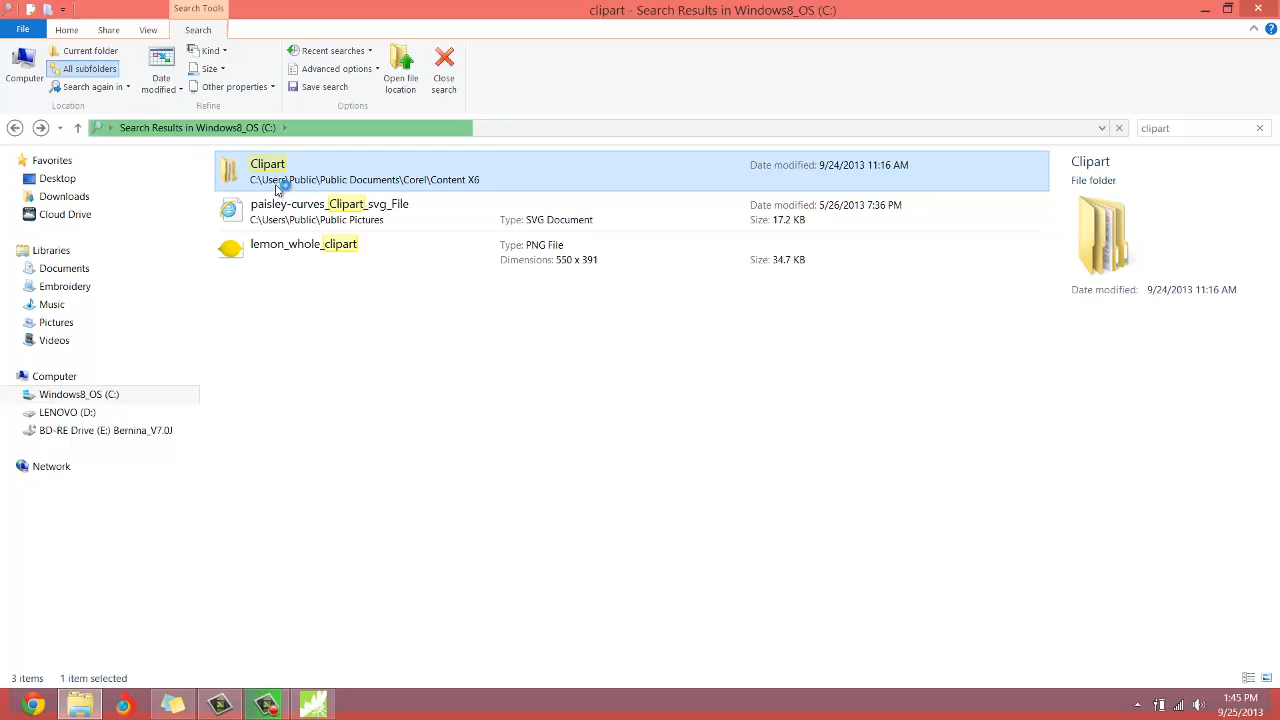 Search Tools
clipart - Search Results in Windows8_OS (C:)
File Home Share View Search
Computer
Current folder
All subfolders
Search again in
Location
Date modified
Kind
Size
Other properties
Refine
Recent searches
Advanced options
Save search
Options
Open file location
Close search
Search Results in Windows8_OS (C:)
clipart
Favorites
Desktop
Downloads
Cloud Drive
Libraries
Documents
Embroidery
Music
Pictures
Videos
Computer
Windows8_OS (C:)
LENOVO (D:)
BD-RE Drive (E:) Bernina_V7.0J
Network
Clipart
C:\Users\Public\Public Documents\Corel\Content X6
Date modified: 9/24/2013 11:16 AM
paisley-curves_Clipart_svg_File
C:\Users\Public\Public Pictures
Type: SVG Document
Date modified: 5/26/2013 7:36 PM
Size: 17.2 KB
lemon_whole_clipart
Type: PNG File
Dimensions: 550 x 391
Size: 34.7 KB
Clipart
File folder
Date modified: 9/24/2013 11:16 AM
3 items 1 item selected
1:45 PM
9/25/2013